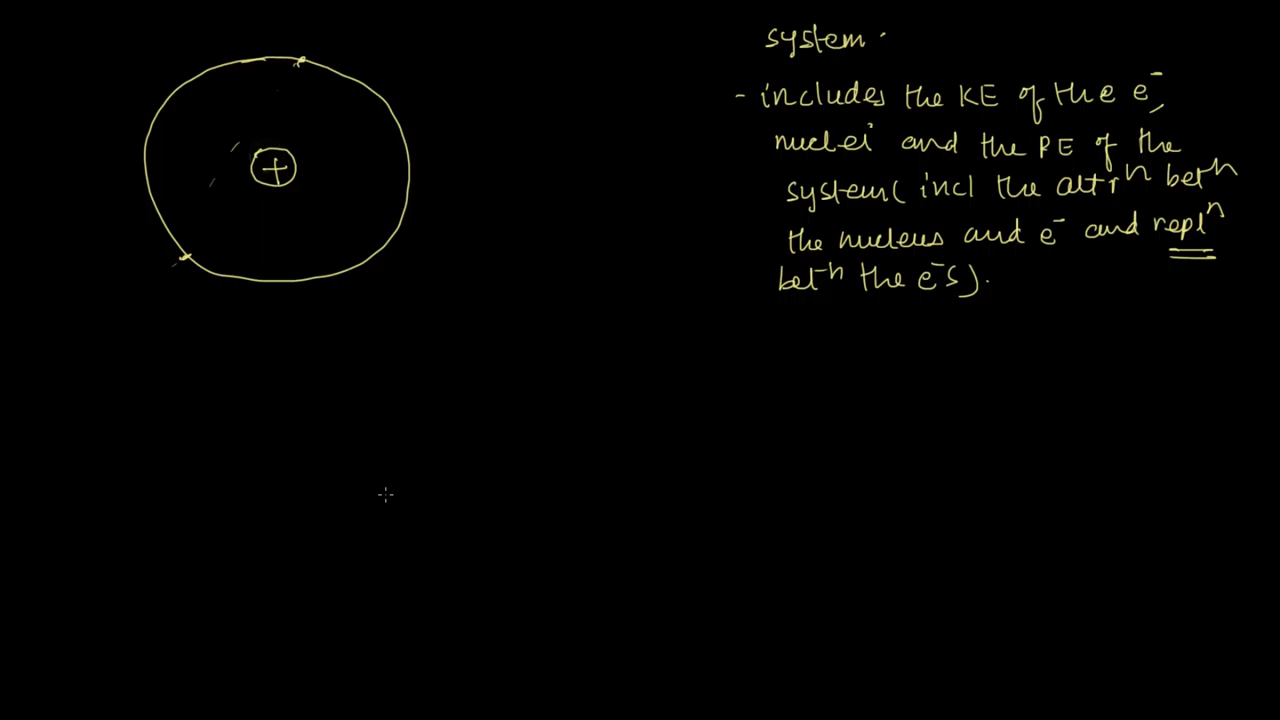 +
system.
- includes the KE of the e⁻,
nuclei and the PE of the
system( incl the attrⁿ betⁿ
the nucleus and e⁻ and replⁿ
betⁿ the e⁻s).